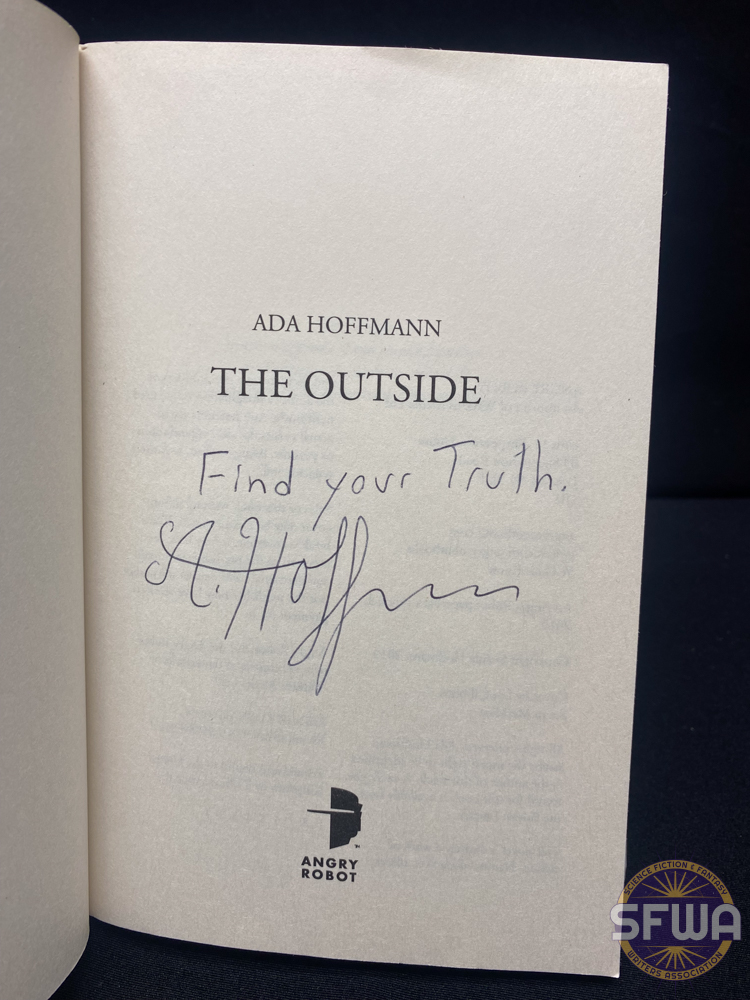 ADA HOFFMANN
THE OUTSIDE
Find your Truth.
A. Hoffmann
ANGRY
ROBOT
SCIENCE FICTION & FANTASY
SFWA
WRITERS ASSOCIATION